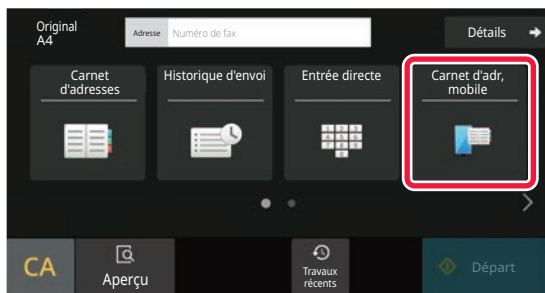 Original
A4
Adresse Numéro de fax
Détails
Carnet
d'adresses
Historique d'envoi
Entrée directe
Carnet d'adr,
mobile
CA
Aperçu
Travaux
récents
Départ